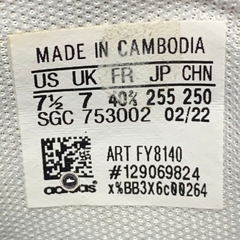 MADE IN CAMBODIA
US UK FR JP CHN
7½ 7 40⅔ 255 250
SGC 753002 02/22
ART FY8140
#129069824
adidas x%BB3X6c00264